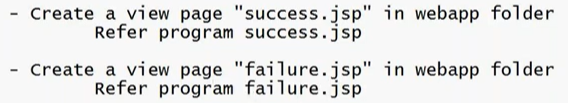 - Create a view page "success.jsp" in webapp folder
Refer program success.jsp
- Create a view page "failure.jsp" in webapp folder
Refer program failure.jsp